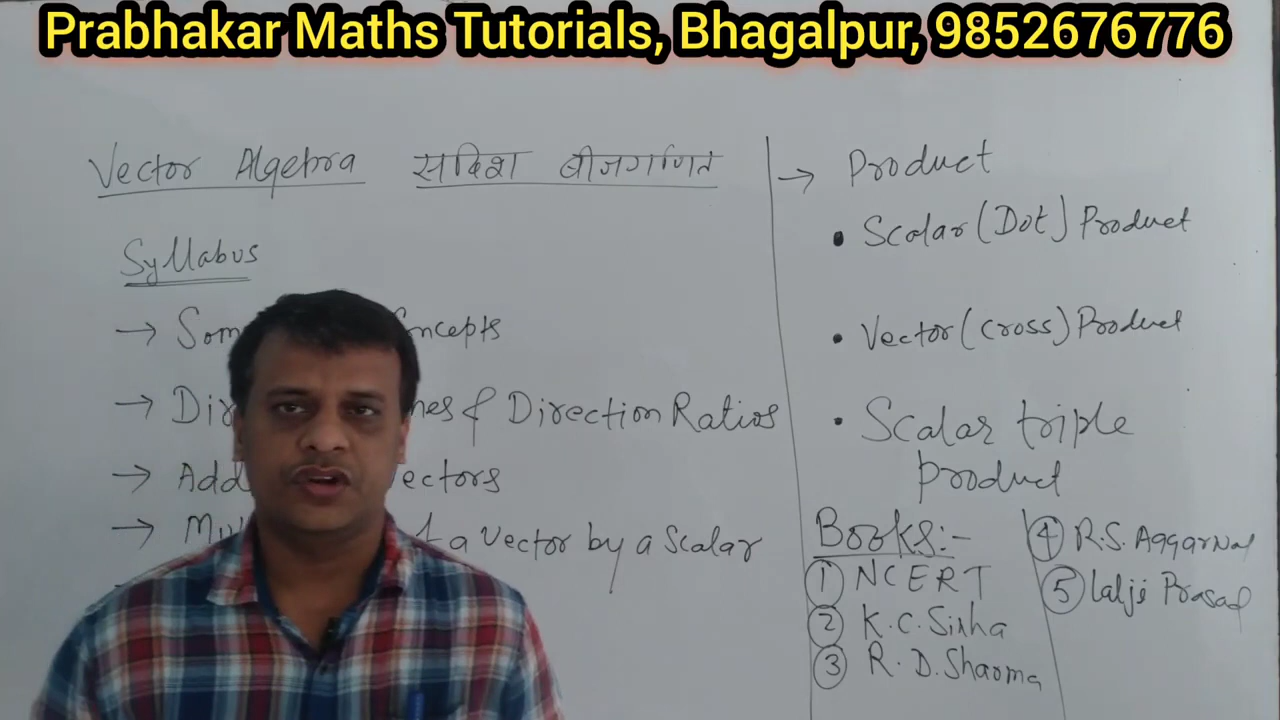 Prabhakar Maths Tutorials, Bhagalpur, 9852676776
Vector Algebra सदिश बीजगणित
Syllabus
→ Som ncepts
→ Dir nes & Direction Ratios
→ Add ectors
→ Mul f a Vector by a Scalar
→ Product
• Scalar (Dot) Product
• Vector (Cross) Product
• Scalar triple
product
Books:-
① NCERT
② K.C. Sinha
③ R.D. Sharma
④ R.S. Aggarwal
⑤ Lalji Prasad